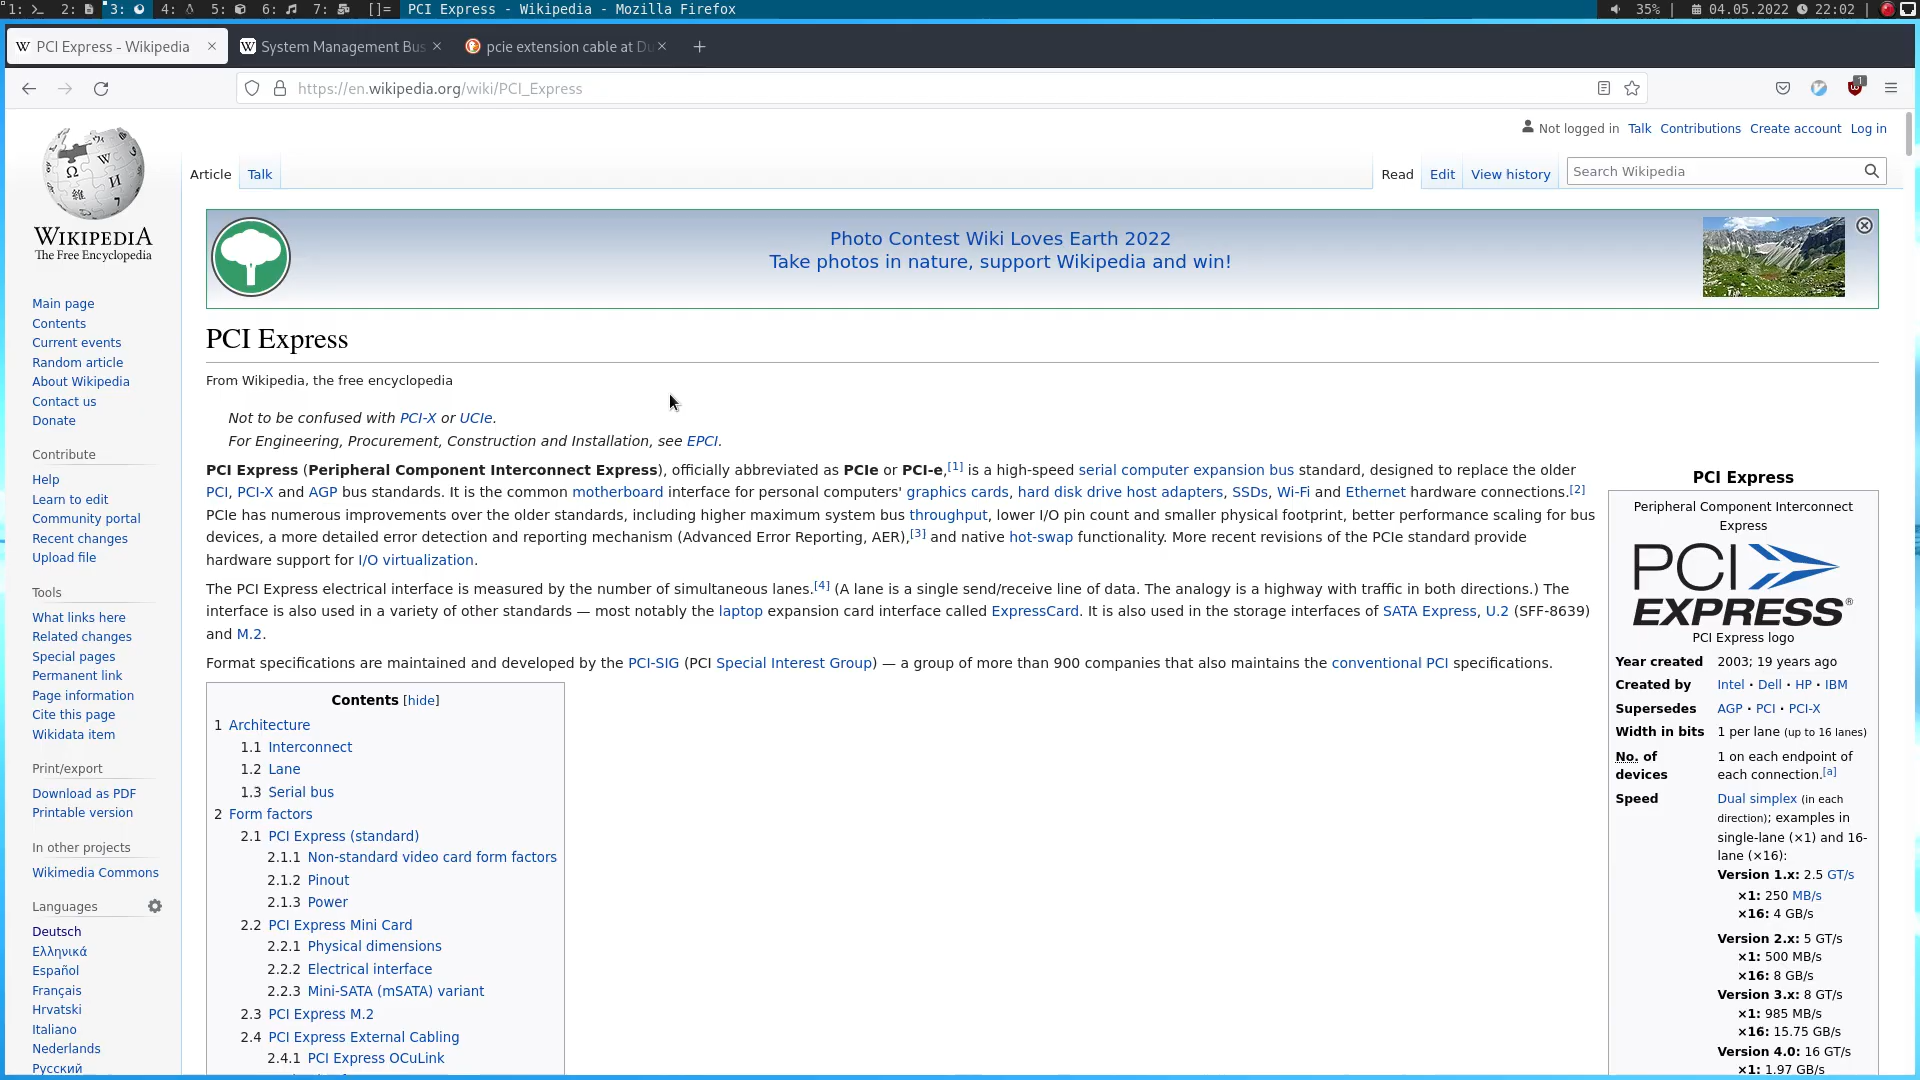 1: 2: 3: 4: 5: 6: 7: []= PCI Express - Wikipedia - Mozilla Firefox 35% | 04.05.2022 22:02 |
PCI Express - Wikipedia × System Management Bus × pcie extension cable at Du × +
https://en.wikipedia.org/wiki/PCI_Express 1
Not logged in Talk Contributions Create account Log in
Article Talk Read Edit View history Search Wikipedia
WIKIPEDIA
The Free Encyclopedia
Photo Contest Wiki Loves Earth 2022
Take photos in nature, support Wikipedia and win!
Main page
Contents
Current events
Random article
About Wikipedia
Contact us
Donate
Contribute
Help
Learn to edit
Community portal
Recent changes
Upload file
Tools
What links here
Related changes
Special pages
Permanent link
Page information
Cite this page
Wikidata item
Print/export
Download as PDF
Printable version
In other projects
Wikimedia Commons
Languages
Deutsch
Ελληνικά
Español
Français
Hrvatski
Italiano
Nederlands
Русский
PCI Express
From Wikipedia, the free encyclopedia
Not to be confused with PCI-X or UCIe.
For Engineering, Procurement, Construction and Installation, see EPCI.
PCI Express (Peripheral Component Interconnect Express), officially abbreviated as PCIe or PCI-e,[1] is a high-speed serial computer expansion bus standard, designed to replace the older
PCI, PCI-X and AGP bus standards. It is the common motherboard interface for personal computers' graphics cards, hard disk drive host adapters, SSDs, Wi-Fi and Ethernet hardware connections.[2]
PCIe has numerous improvements over the older standards, including higher maximum system bus throughput, lower I/O pin count and smaller physical footprint, better performance scaling for bus
devices, a more detailed error detection and reporting mechanism (Advanced Error Reporting, AER),[3] and native hot-swap functionality. More recent revisions of the PCIe standard provide
hardware support for I/O virtualization.
The PCI Express electrical interface is measured by the number of simultaneous lanes.[4] (A lane is a single send/receive line of data. The analogy is a highway with traffic in both directions.) The
interface is also used in a variety of other standards — most notably the laptop expansion card interface called ExpressCard. It is also used in the storage interfaces of SATA Express, U.2 (SFF-8639)
and M.2.
Format specifications are maintained and developed by the PCI-SIG (PCI Special Interest Group) — a group of more than 900 companies that also maintains the conventional PCI specifications.
Contents [hide]
1 Architecture
1.1 Interconnect
1.2 Lane
1.3 Serial bus
2 Form factors
2.1 PCI Express (standard)
2.1.1 Non-standard video card form factors
2.1.2 Pinout
2.1.3 Power
2.2 PCI Express Mini Card
2.2.1 Physical dimensions
2.2.2 Electrical interface
2.2.3 Mini-SATA (mSATA) variant
2.3 PCI Express M.2
2.4 PCI Express External Cabling
2.4.1 PCI Express OCuLink
PCI Express
Peripheral Component Interconnect
Express
PCI
EXPRESS®
PCI Express logo
Year created 2003; 19 years ago
Created by Intel · Dell · HP · IBM
Supersedes AGP · PCI · PCI-X
Width in bits 1 per lane (up to 16 lanes)
No. of devices 1 on each endpoint of each connection.[a]
Speed Dual simplex (in each
direction); examples in
single-lane (×1) and 16-
lane (×16):
Version 1.x: 2.5 GT/s
×1: 250 MB/s
×16: 4 GB/s
Version 2.x: 5 GT/s
×1: 500 MB/s
×16: 8 GB/s
Version 3.x: 8 GT/s
×1: 985 MB/s
×16: 15.75 GB/s
Version 4.0: 16 GT/s
×1: 1.97 GB/s